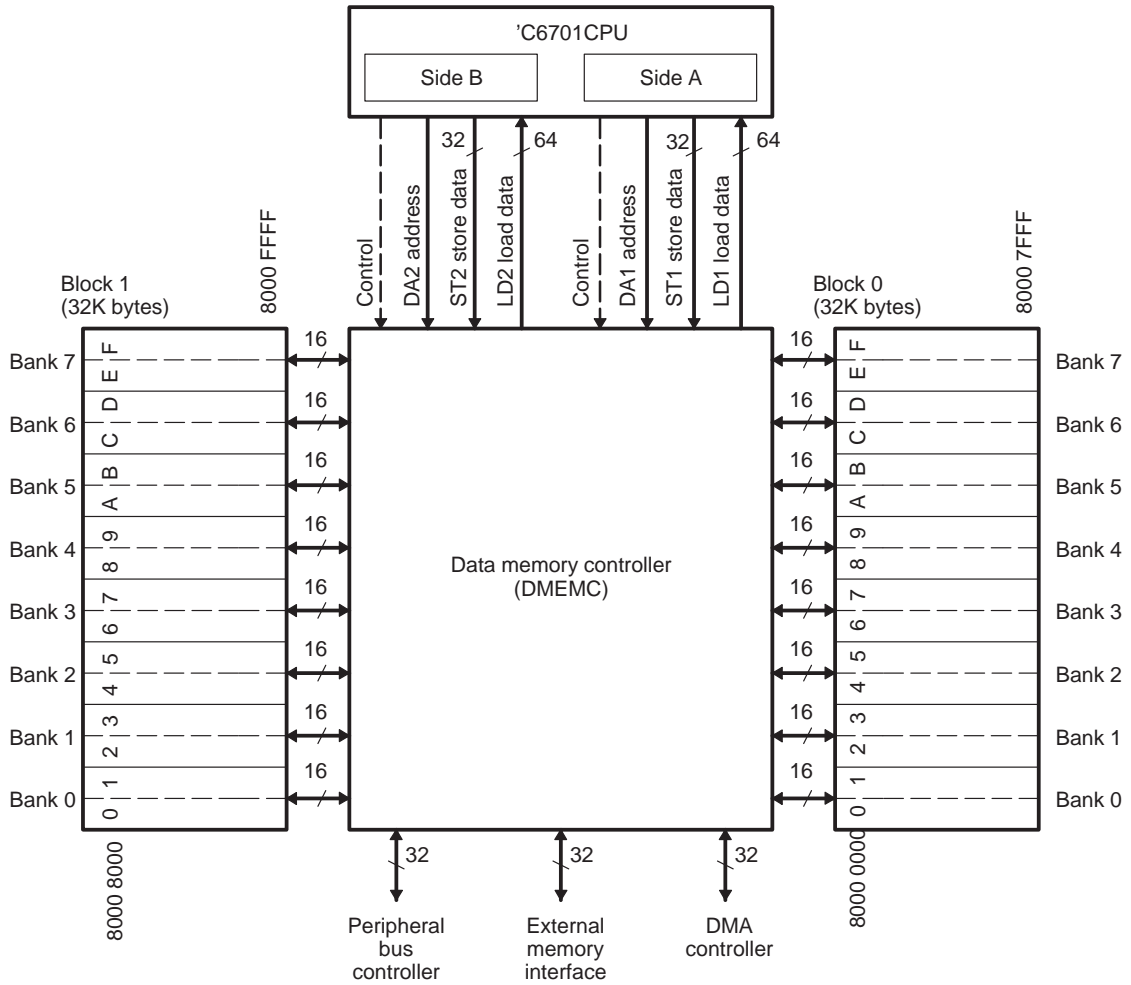 ’C6701CPU
Side B
Side A
32
64
32
64
Control
DA2 address
ST2 store data
LD2 load data
Control
DA1 address
ST1 store data
LD1 load data
Block 1
(32K bytes)
8000 FFFF
Block 0
(32K bytes)
8000 7FFF
Bank 7
E F
16
16
E F
Bank 7
Bank 6
C D
16
16
C D
Bank 6
Bank 5
A B
16
16
A B
Bank 5
Bank 4
8 9
16
16
8 9
Bank 4
Data memory controller
(DMEMC)
Bank 3
6 7
16
16
6 7
Bank 3
Bank 2
4 5
16
16
4 5
Bank 2
Bank 1
2 3
16
16
2 3
Bank 1
Bank 0
0 1
16
16
0 1
Bank 0
8000 8000
8000 0000
32
32
32
Peripheral
bus
controller
External
memory
interface
DMA
controller